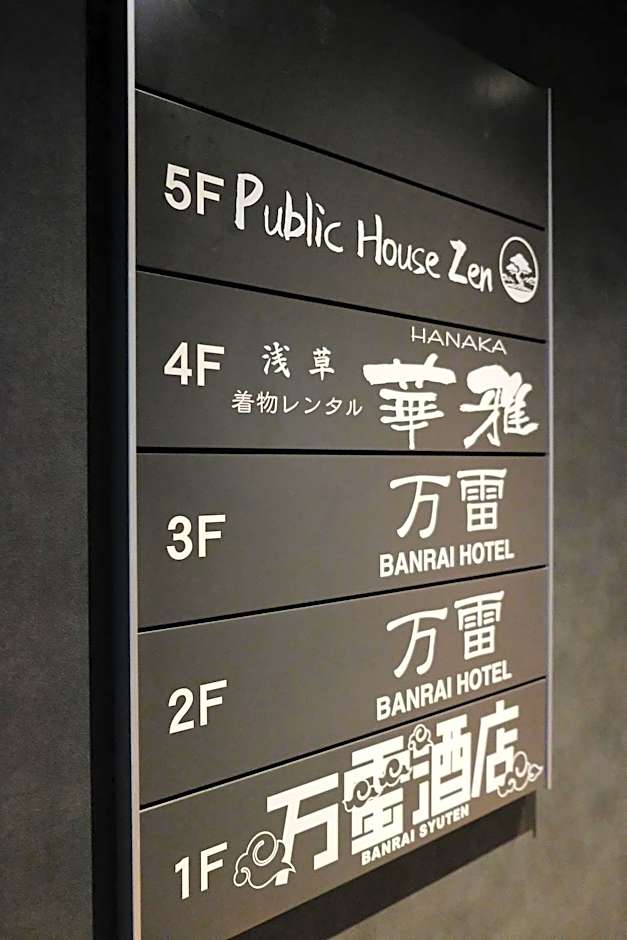 5F Public House Zen
HANAKA
4F 浅草 華雅
着物レンタル
3F 万雷
BANRAI HOTEL
2F 万雷
BANRAI HOTEL
1F 万雷酒店
BANRAI SYUTEN